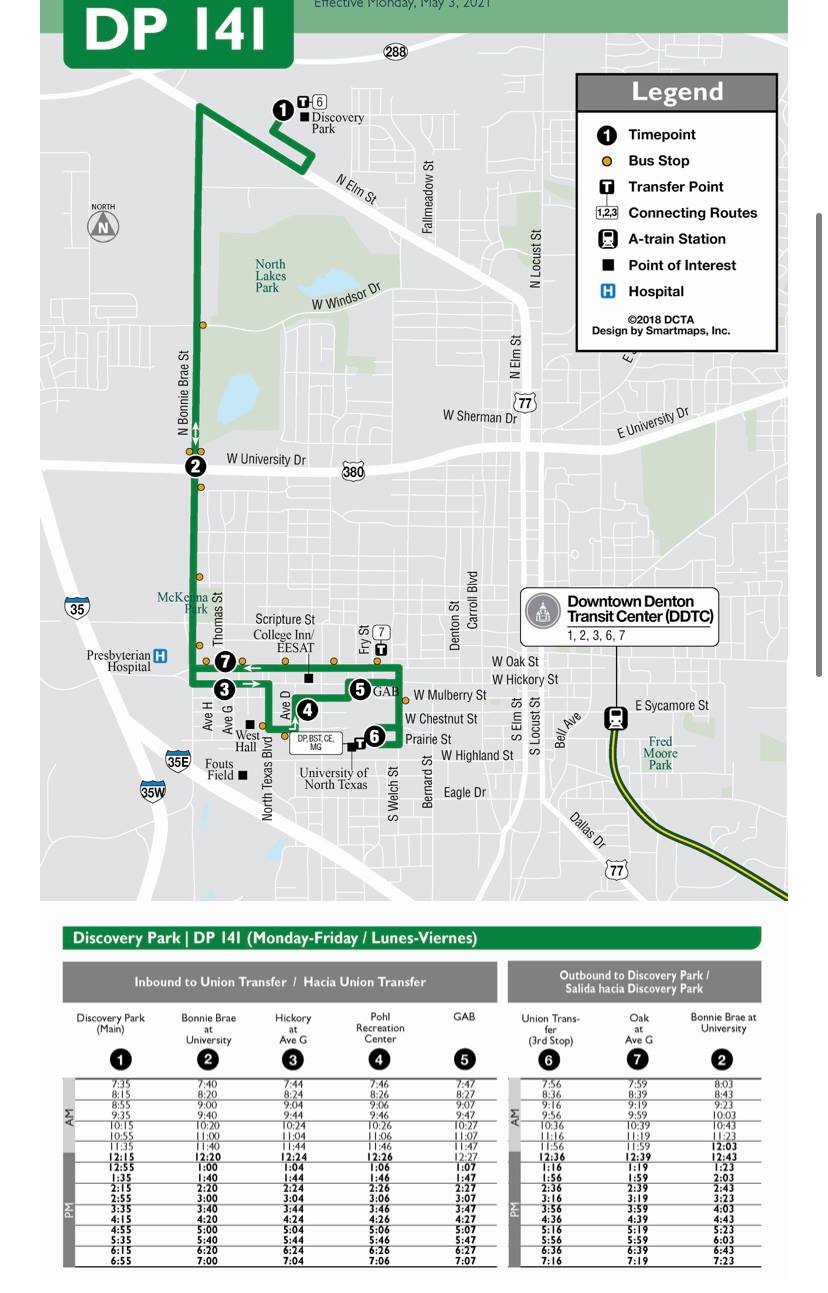 Effective Monday, May 3, 2021
DP 141
288
1 T 6
Discovery
Park
Legend
1 Timepoint
Bus Stop
T Transfer Point
1,2,3 Connecting Routes
A-train Station
Point of Interest
H Hospital
©2018 DCTA
Design by Smartmaps, Inc.
N Elm St
Fallmeadow St
N Locust St
NORTH
N
North
Lakes
Park
W Windsor Dr
N Bonnie Brae St
N Elm St
77
W Sherman Dr
E University Dr
2
W University Dr
380
35
McKenna
Park
Thomas St
Scripture St
College Inn/
EESAT
Fry St
7
T
Denton St
Carroll Blvd
Downtown Denton
Transit Center (DDTC)
1, 2, 3, 6, 7
Presbyterian
Hospital
H
7
W Oak St
W Hickory St
3
5
GAB
W Mulberry St
Ave H
Ave G
Ave D
4
W Chestnut St
S Elm St
S Locust St
Bell Ave
E Sycamore St
West
Hall
DP, BST, CE,
MG
T
6
Prairie St
W Highland St
Fred
Moore
Park
35E
Fouts
Field
North Texas Blvd
University of
North Texas
S Welch St
Bernard St
Eagle Dr
35W
Dallas Dr
77
Discovery Park | DP 141 (Monday-Friday / Lunes-Viernes)
Inbound to Union Transfer / Hacia Union Transfer
Outbound to Discovery Park /
Salida hacia Discovery Park
Discovery Park
(Main)
Bonnie Brae
at
University
Hickory
at
Ave G
Pohl
Recreation
Center
GAB
Union Trans-
fer
(3rd Stop)
Oak
at
Ave G
Bonnie Brae at
University
1 2 3 4 5 6 7 2
AM
AM
7:35 7:40 7:44 7:46 7:47 7:56 7:59 8:03
8:15 8:20 8:24 8:26 8:27 8:36 8:39 8:43
8:55 9:00 9:04 9:06 9:07 9:16 9:19 9:23
9:35 9:40 9:44 9:46 9:47 9:56 9:59 10:03
10:15 10:20 10:24 10:26 10:27 10:36 10:39 10:43
10:55 11:00 11:04 11:06 11:07 11:16 11:19 11:23
11:35 11:40 11:44 11:46 11:47 11:56 11:59 12:03
PM
PM
12:15 12:20 12:24 12:26 12:27 12:36 12:39 12:43
12:55 1:00 1:04 1:06 1:07 1:16 1:19 1:23
1:35 1:40 1:44 1:46 1:47 1:56 1:59 2:03
2:15 2:20 2:24 2:26 2:27 2:36 2:39 2:43
2:55 3:00 3:04 3:06 3:07 3:16 3:19 3:23
3:35 3:40 3:44 3:46 3:47 3:56 3:59 4:03
4:15 4:20 4:24 4:26 4:27 4:36 4:39 4:43
4:55 5:00 5:04 5:06 5:07 5:16 5:19 5:23
5:35 5:40 5:44 5:46 5:47 5:56 5:59 6:03
6:15 6:20 6:24 6:26 6:27 6:36 6:39 6:43
6:55 7:00 7:04 7:06 7:07 7:16 7:19 7:23